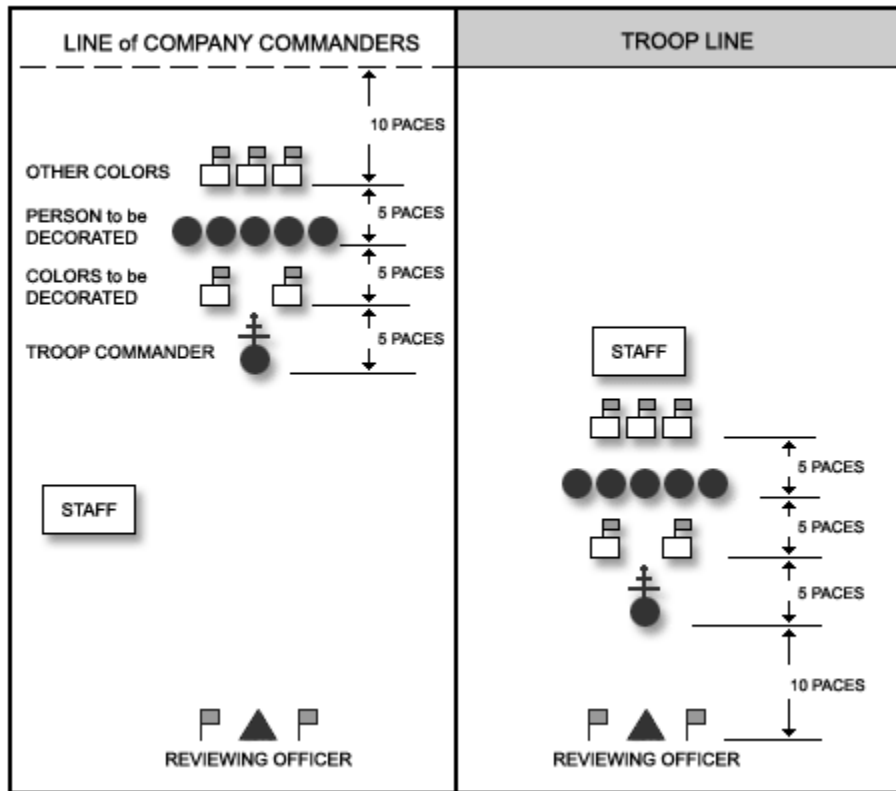 LINE of COMPANY COMMANDERS
10 PACES
OTHER COLORS
5 PACES
PERSON to be
DECORATED
5 PACES
COLORS to be
DECORATED
5 PACES
TROOP COMMANDER
STAFF
REVIEWING OFFICER
TROOP LINE
STAFF
5 PACES
5 PACES
5 PACES
10 PACES
REVIEWING OFFICER